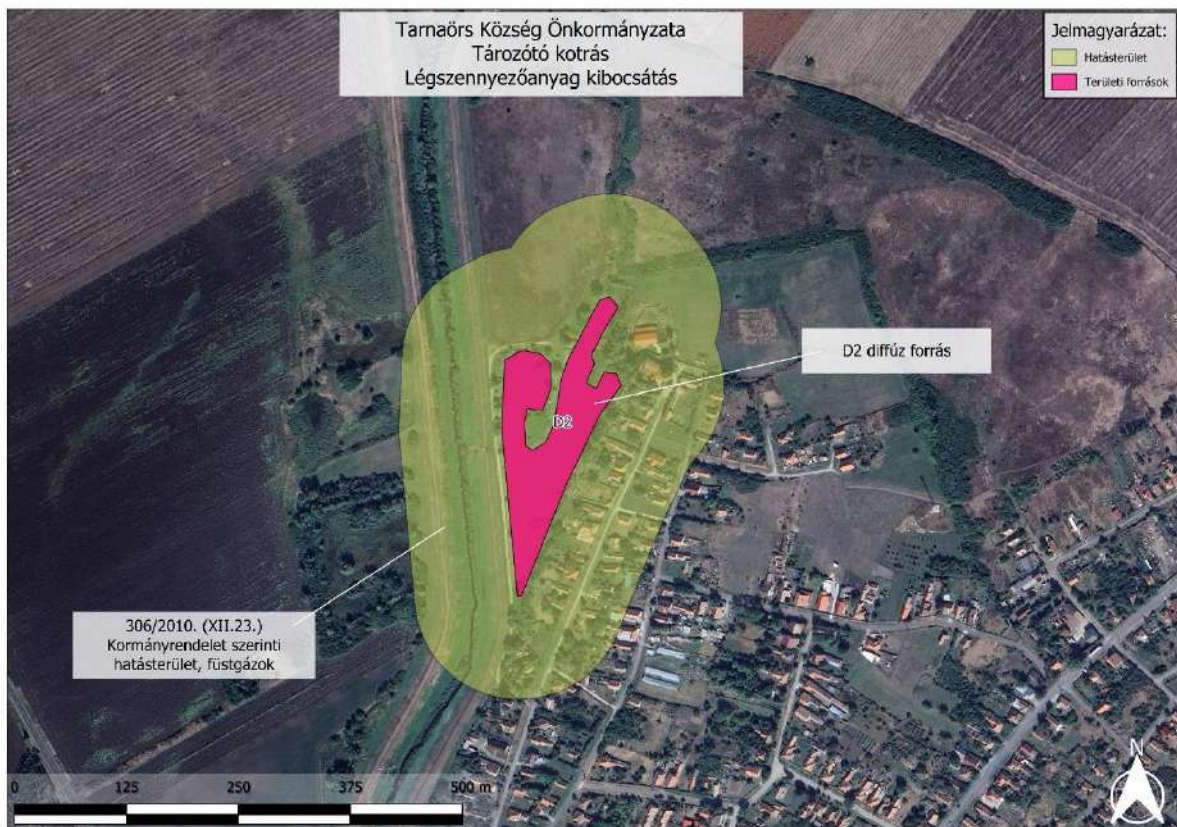 Tarnaörs Község Önkormányzata
Tározótó kotrás
Légszennyezőanyag kibocsátás
Jelmagyarázat:
Hatásterület
Területi források
D2 diffúz forrás
D2
306/2010. (XII.23.)
Kormányrendelet szerinti
hatásterület, füstgázok
0 125 250 375 500 m
N